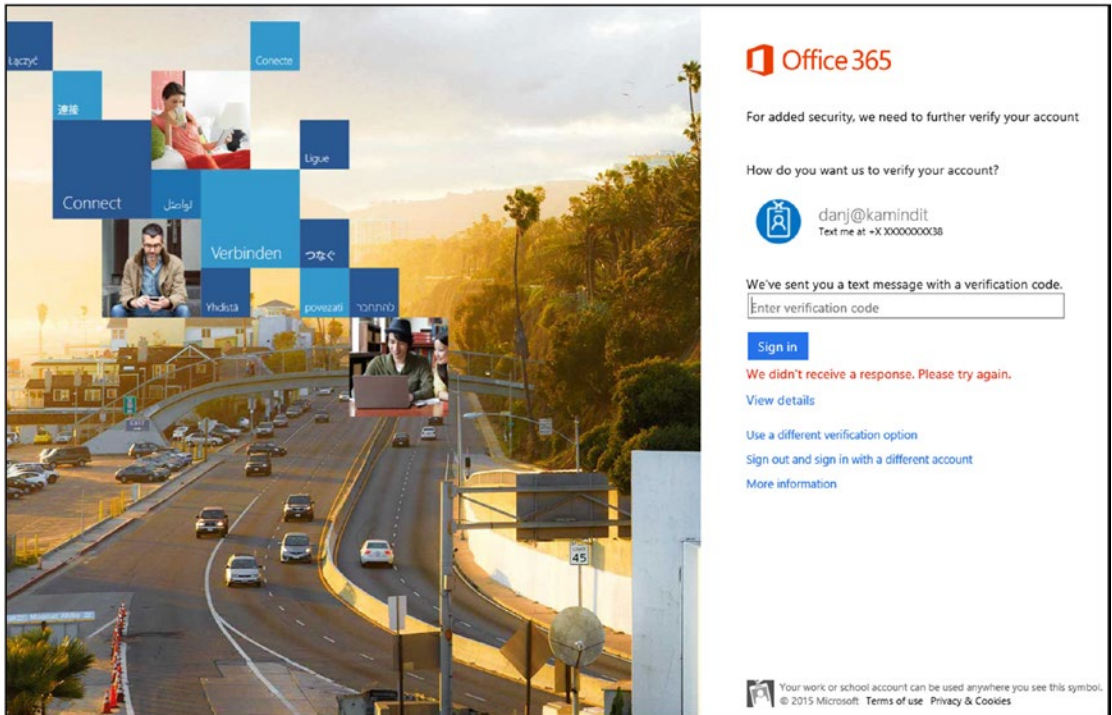 Łączyć
Conecte
連接
Ligue
Connect
تواصل
Verbinden
つなぐ
Yhdistä
povezati
להתחבר
EXIT
45
Office 365
For added security, we need to further verify your account
How do you want us to verify your account?
danj@kamindit
Text me at +X XXXXXXXX38
We've sent you a text message with a verification code.
Enter verification code
Sign in
We didn't receive a response. Please try again.
View details
Use a different verification option
Sign out and sign in with a different account
More information
Your work or school account can be used anywhere you see this symbol.
© 2015 Microsoft Terms of use Privacy & Cookies